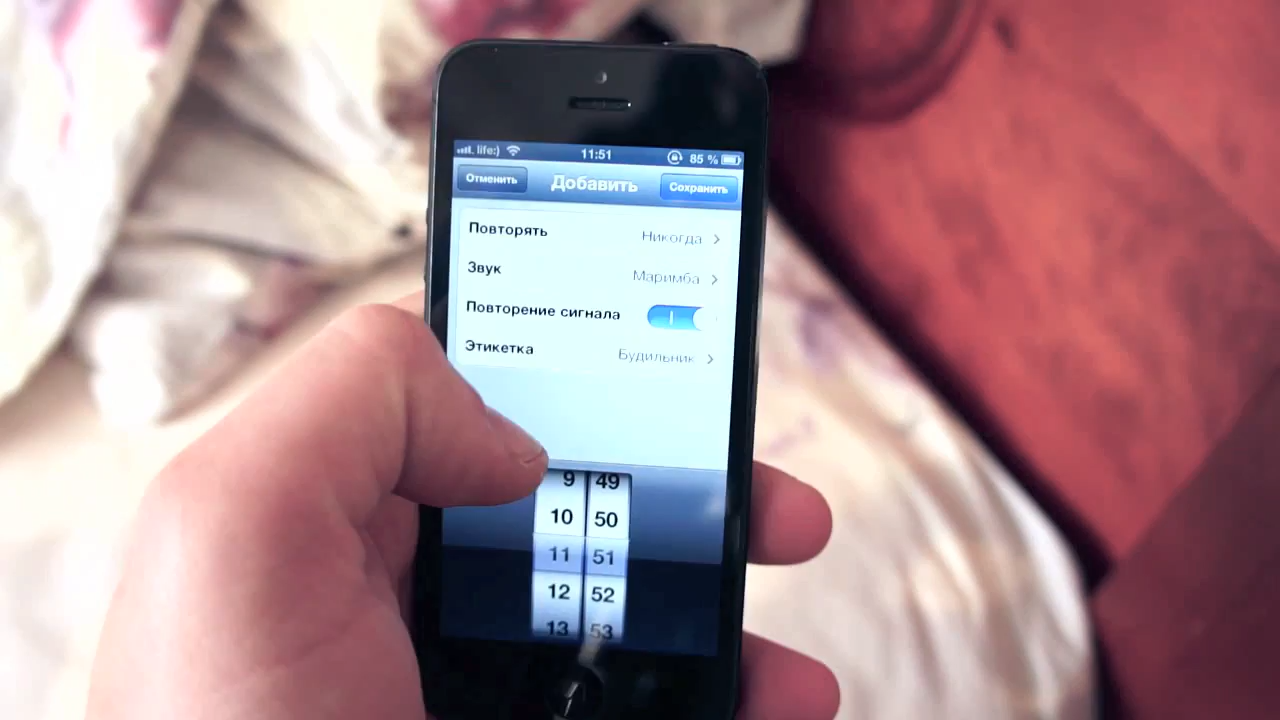 life:) 11:51 85 %
Отменить Добавить Сохранить
Повторять Никогда
Звук Маримба
Повторение сигнала
Этикетка Будильник
9 49
10 50
11 51
12 52
13 53